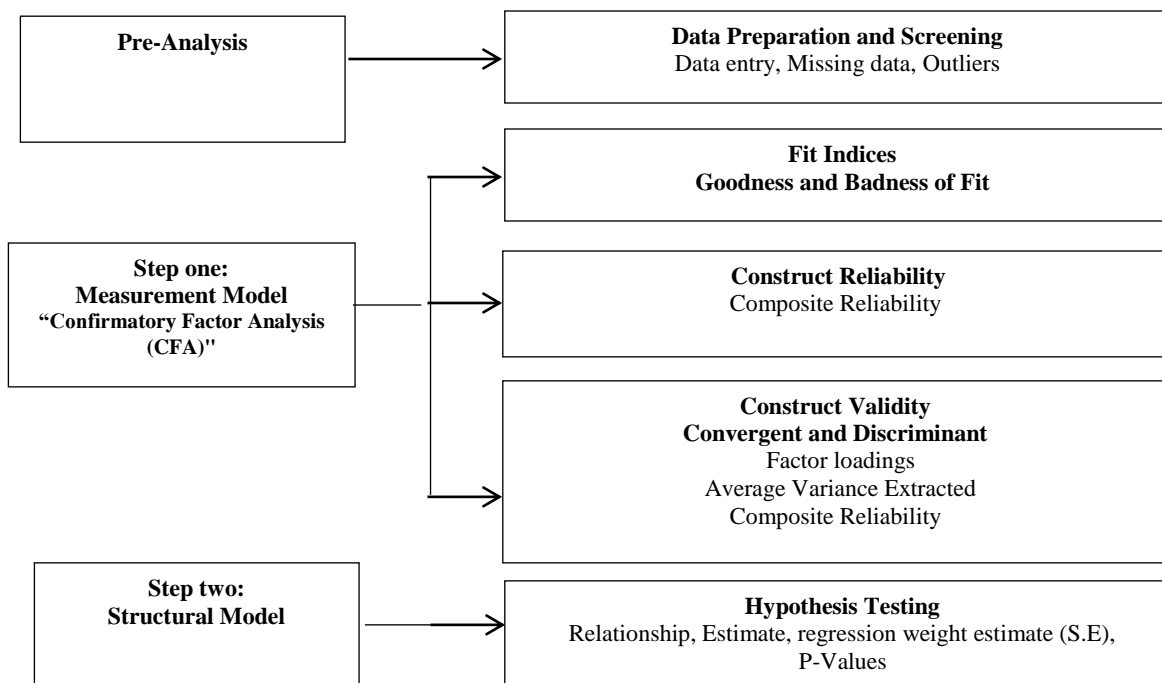 Pre-Analysis
Data Preparation and Screening
Data entry, Missing data, Outliers
Fit Indices
Goodness and Badness of Fit
Step one:
Measurement Model
“Confirmatory Factor Analysis
(CFA)"
Construct Reliability
Composite Reliability
Construct Validity
Convergent and Discriminant
Factor loadings
Average Variance Extracted
Composite Reliability
Step two:
Structural Model
Hypothesis Testing
Relationship, Estimate, regression weight estimate (S.E),
P-Values